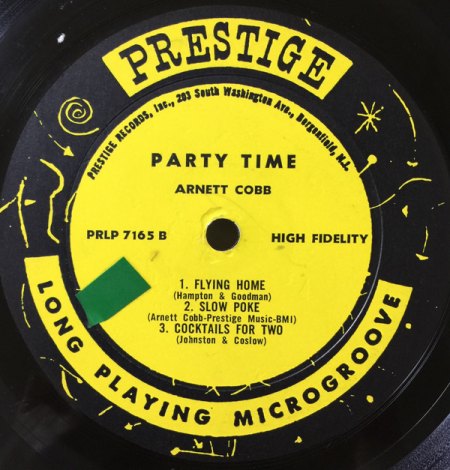 PRESTIGE
PRESTIGE RECORDS, Inc., 203 South Washington Ave., Bergenfield, N.J.
PARTY TIME
ARNETT COBB
PRLP 7165 B HIGH FIDELITY
1. FLYING HOME
(Hampton & Goodman)
2. SLOW POKE
(Arnett Cobb-Prestige Music-BMI)
3. COCKTAILS FOR TWO
(Johnston & Coslow)
LONG PLAYING MICROGROOVE